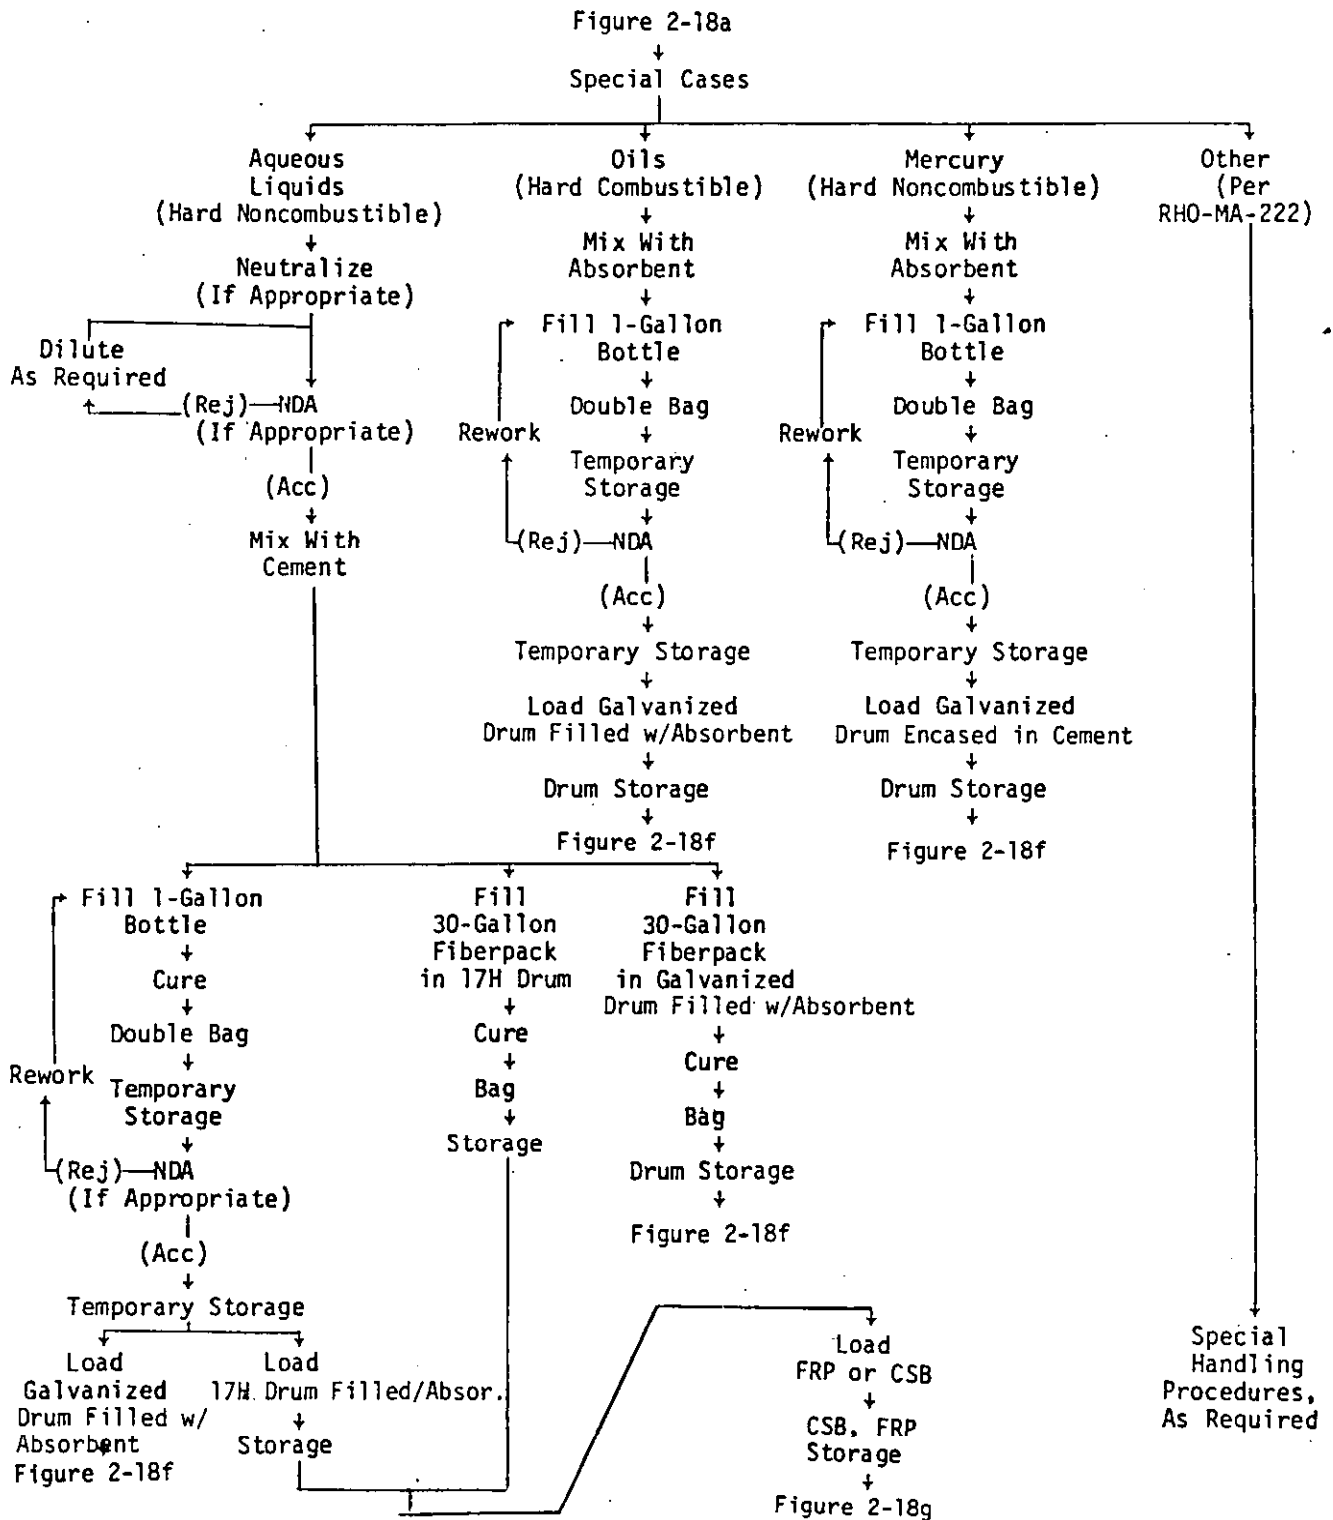 Figure 2-18a
Special Cases
Aqueous
Liquids
(Hard Noncombustible)
Neutralize
(If Appropriate)
Dilute
As Required
(Rej)
NDA
(If Appropriate)
(Acc)
Mix With
Cement
Oils
(Hard Combustible)
Mix With
Absorbent
Fill 1-Gallon
Bottle
Double Bag
Rework
Temporary
Storage
(Rej)
NDA
(Acc)
Temporary Storage
Load Galvanized
Drum Filled w/Absorbent
Drum Storage
Figure 2-18f
Mercury
(Hard Noncombustible)
Mix With
Absorbent
Fill 1-Gallon
Bottle
Double Bag
Rework
Temporary
Storage
(Rej)
NDA
(Acc)
Temporary Storage
Load Galvanized
Drum Encased in Cement
Drum Storage
Figure 2-18f
Other
(Per
RHO-MA-222)
Special
Handling
Procedures,
As Required
Fill 1-Gallon
Bottle
Cure
Double Bag
Rework
Temporary
Storage
(Rej)
NDA
(If Appropriate)
(Acc)
Temporary Storage
Load
Galvanized
Drum Filled w/
Absorbent
Figure 2-18f
Load
17H Drum Filled/Absor.
Storage
Fill
30-Gallon
Fiberpack
in 17H Drum
Cure
Bag
Storage
Fill
30-Gallon
Fiberpack
in Galvanized
Drum Filled w/Absorbent
Cure
Bag
Drum Storage
Figure 2-18f
Load
FRP or CSB
CSB, FRP
Storage
Figure 2-18g